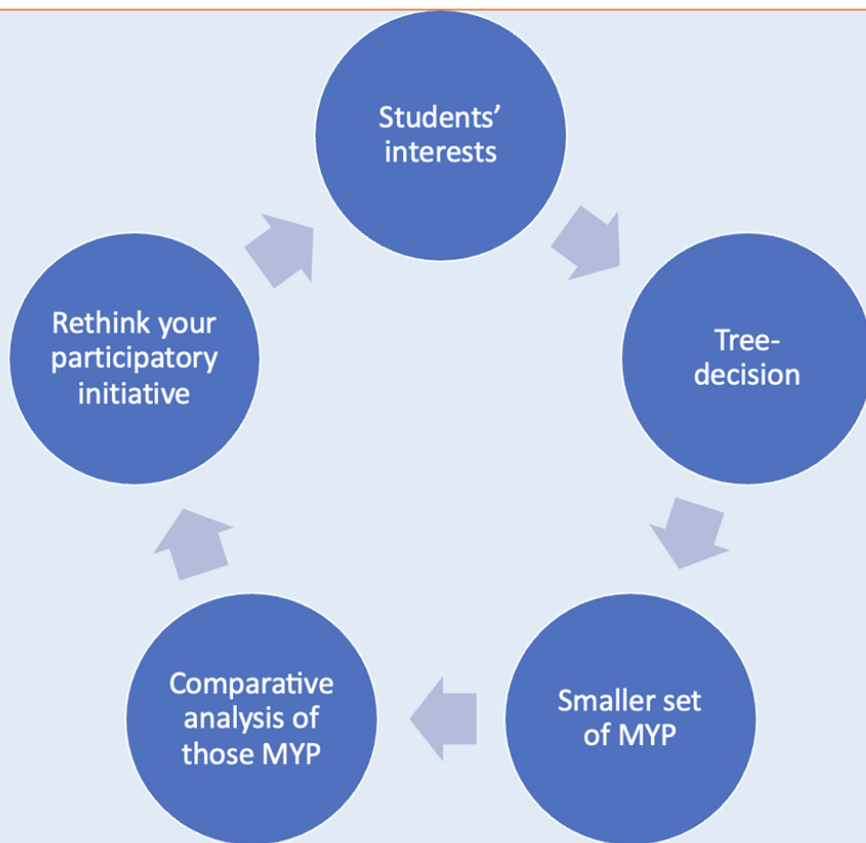 Students’
interests
Tree-
decision
Smaller set
of MYP
Comparative
analysis of
those MYP
Rethink your
participatory
initiative